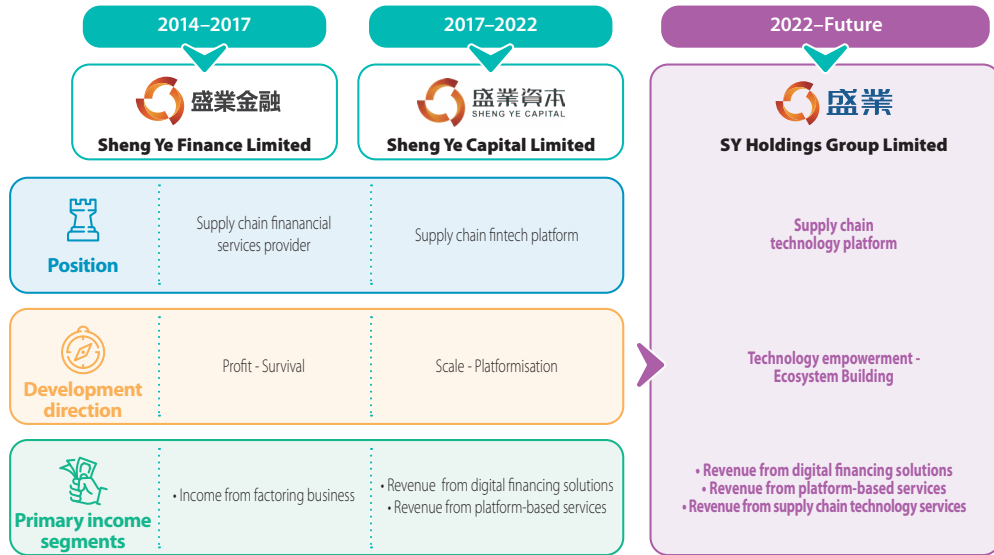 2014–2017
2017–2022
2022–Future
盛業金融
盛業資本
SHENG YE CAPITAL
盛業
Sheng Ye Finance Limited
Sheng Ye Capital Limited
SY Holdings Group Limited
Position
Supply chain finanancial
services provider
Supply chain fintech platform
Supply chain
technology platform
Development
direction
Profit - Survival
Scale - Platformisation
Technology empowerment -
Ecosystem Building
Primary income
segments
• Income from factoring business
• Revenue from digital financing solutions
• Revenue from platform-based services
• Revenue from digital financing solutions
• Revenue from platform-based services
• Revenue from supply chain technology services